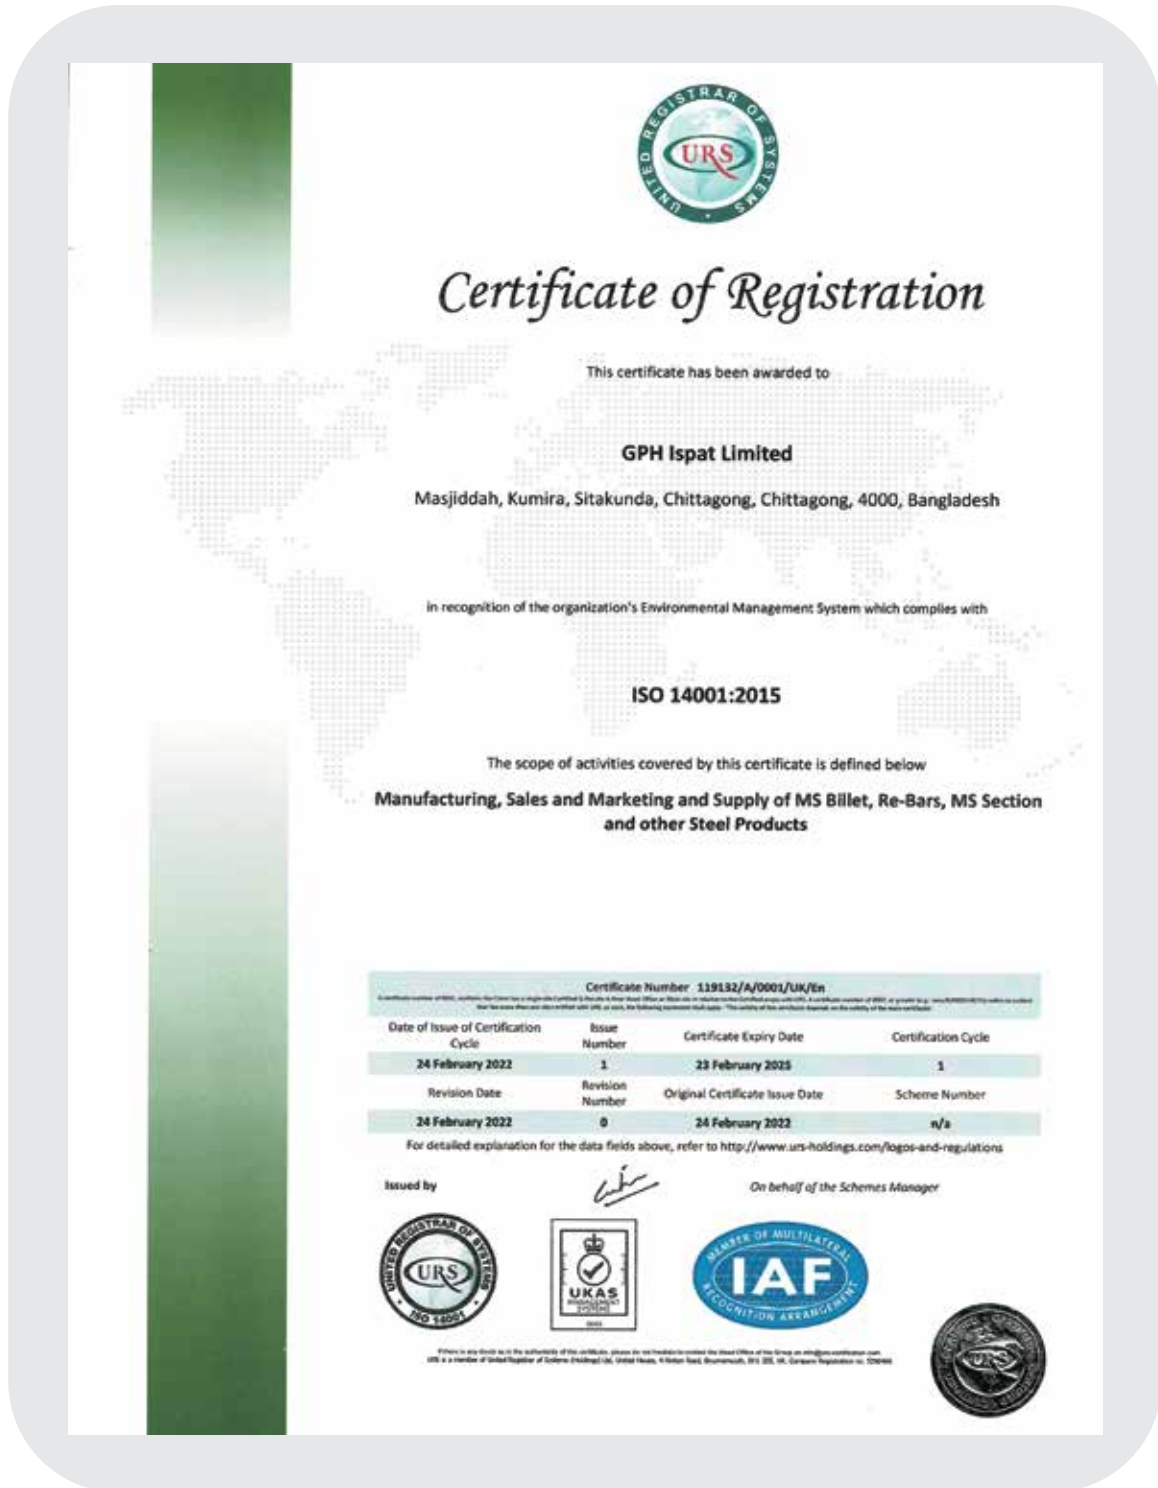 UNITED REGISTRAR OF SYSTEMS
URS
Certificate of Registration
This certificate has been awarded to
GPH Ispat Limited
Masjiddah, Kumira, Sitakunda, Chittagong, Chittagong, 4000, Bangladesh
in recognition of the organization's Environmental Management System which complies with
ISO 14001:2015
The scope of activities covered by this certificate is defined below
Manufacturing, Sales and Marketing and Supply of MS Billet, Re-Bars, MS Section
and other Steel Products
Certificate Number 119132/A/0001/UK/En
Date of Issue of Certification Cycle Issue Number Certificate Expiry Date Certification Cycle
24 February 2022 1 23 February 2025 1
Revision Date Revision Number Original Certificate Issue Date Scheme Number
24 February 2022 0 24 February 2022 n/a
For detailed explanation for the data fields above, refer to http://www.urs-holdings.com/logos-and-regulations
Issued by
On behalf of the Schemes Manager
UNITED REGISTRAR OF SYSTEMS
URS
ISO 14001
UKAS
MANAGEMENT
SYSTEMS
MEMBER OF MULTILATERAL
IAF
RECOGNITION ARRANGEMENT
URS